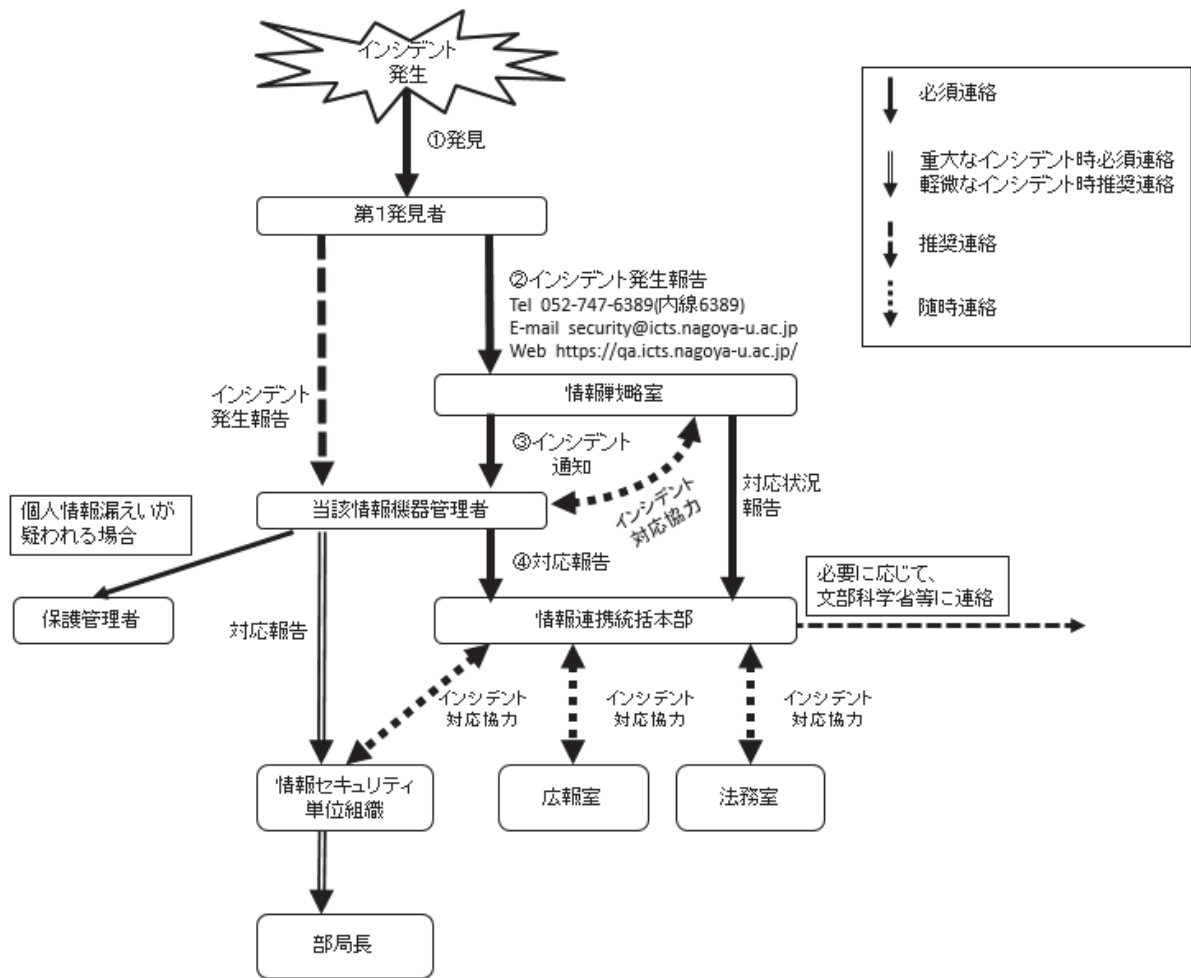 インシデント
発生
①発見
第1発見者
必須連絡
重大なインシデント時必須連絡
軽微なインシデント時推奨連絡
推奨連絡
随時連絡
②インシデント発生報告
Tel 052-747-6389(内線6389)
E-mail security@icts.nagoya-u.ac.jp
Web https://qa.icts.nagoya-u.ac.jp/
インシデント
発生報告
情報戦略室
③インシデント
通知
インシデント
対応協力
対応状況
報告
当該情報機器管理者
個人情報漏えいが
疑われる場合
④対応報告
必要に応じて、
文部科学省等に連絡
保護管理者
対応報告
情報連携統括本部
インシデント
対応協力
インシデント
対応協力
インシデント
対応協力
情報セキュリティ
単位組織
広報室
法務室
部局長